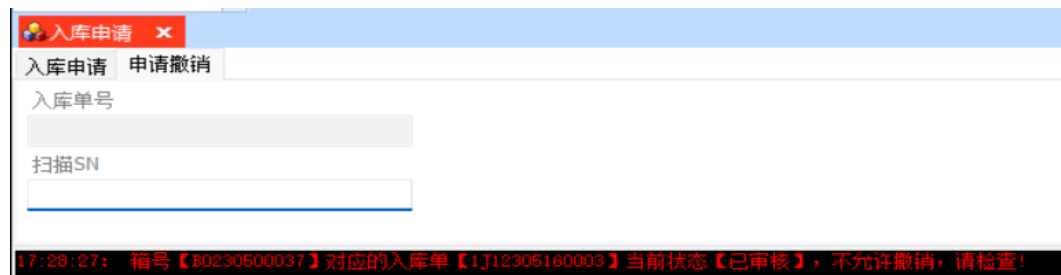 入库申请
入库申请 申请撤销
入库单号
扫描SN
17:28:27: 箱号【B0230500037】对应的入库单【1J12305160003】当前状态【已审核】，不允许撤销，请检查!